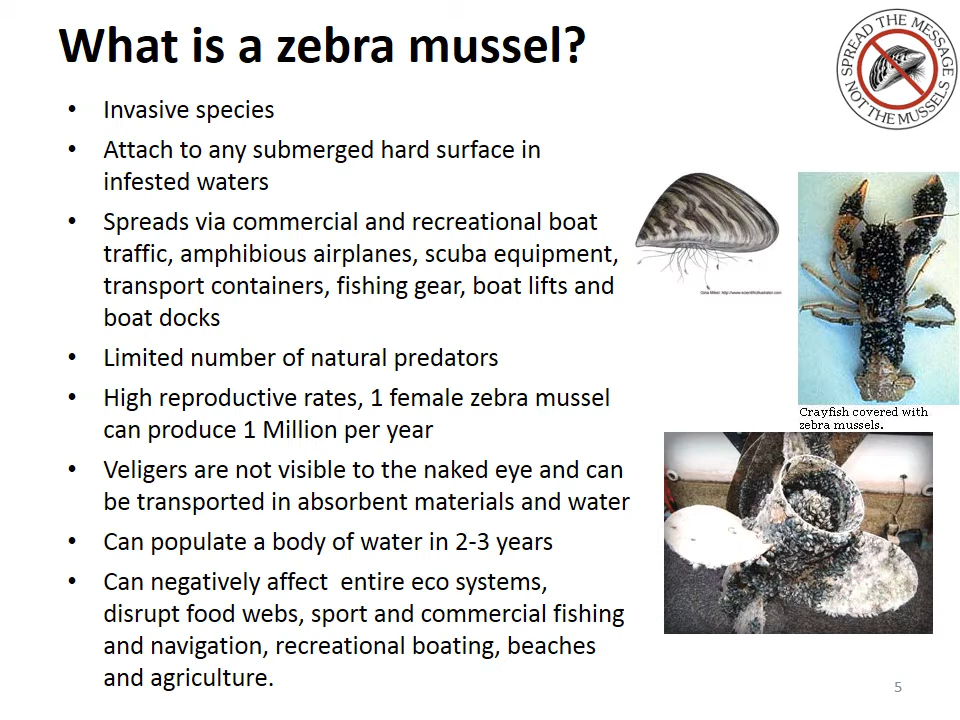 What is a zebra mussel?
SPREAD THE MESSAGE
NOT THE MUSSELS
• Invasive species
• Attach to any submerged hard surface in
infested waters
• Spreads via commercial and recreational boat
traffic, amphibious airplanes, scuba equipment,
transport containers, fishing gear, boat lifts and
boat docks
• Limited number of natural predators
• High reproductive rates, 1 female zebra mussel
can produce 1 Million per year
• Veligers are not visible to the naked eye and can
be transported in absorbent materials and water
• Can populate a body of water in 2-3 years
• Can negatively affect  entire eco systems,
disrupt food webs, sport and commercial fishing
and navigation, recreational boating, beaches
and agriculture.
Crayfish covered with
zebra mussels.
5